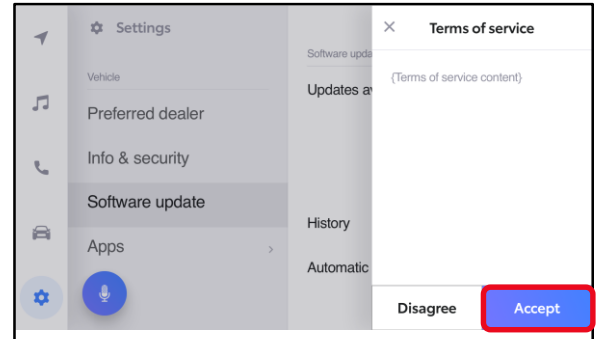 Settings
Vehicle
Preferred dealer
Info & security
Software update
Apps
Software upda
Updates av
History
Automatic
Terms of service
{Terms of service content}
Disagree
Accept